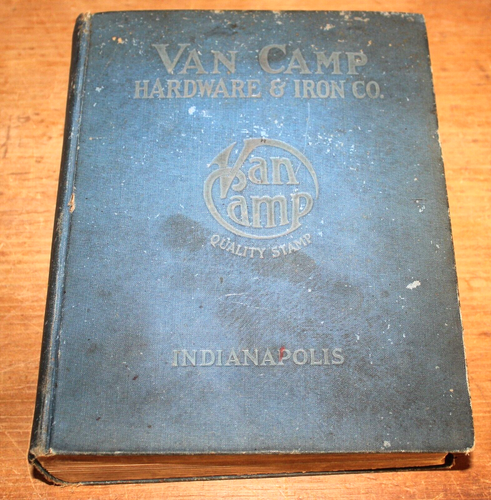 VAN CAMP
HARDWARE & IRON CO.
Van
Camp
QUALITY STAMP
INDIANAPOLIS